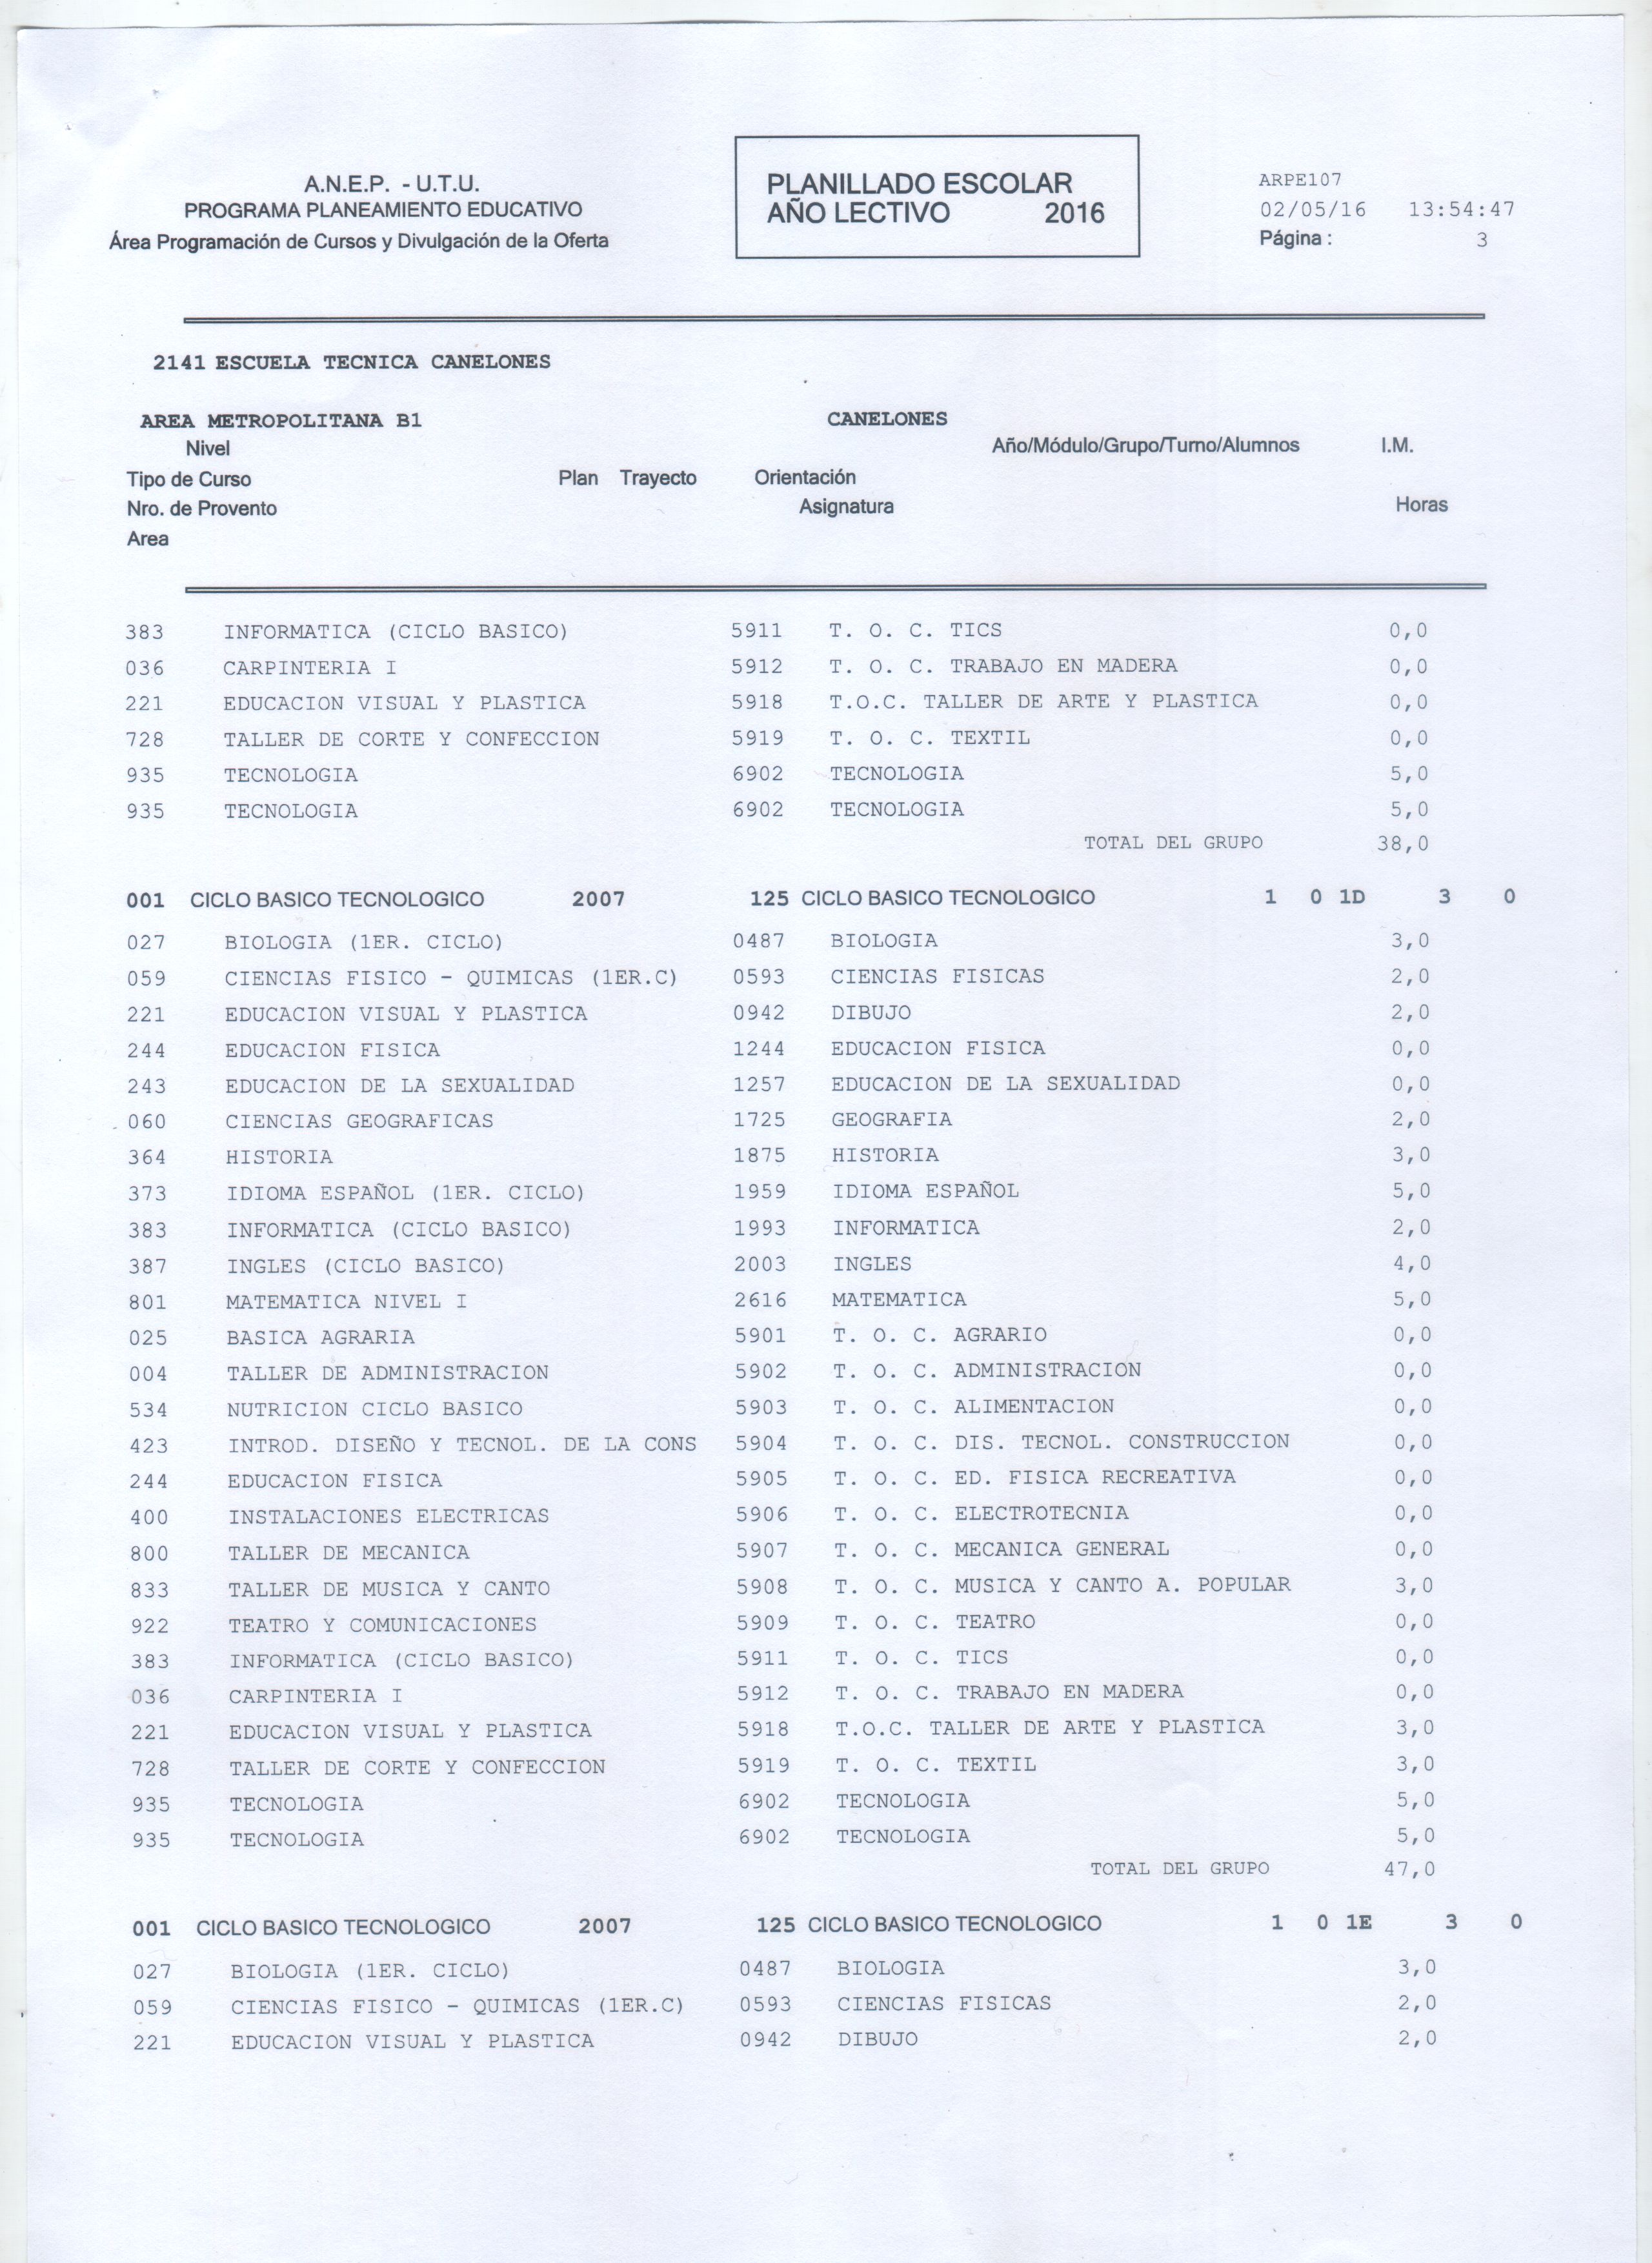 A.N.E.P. - U.T.U.
PROGRAMA PLANEAMIENTO EDUCATIVO
Área Programación de Cursos y Divulgación de la Oferta
PLANILLADO ESCOLAR
AÑO LECTIVO 2016
ARPE107
02/05/16 13:54:47
Página : 3
2141 ESCUELA TECNICA CANELONES
AREA METROPOLITANA B1 CANELONES
Nivel Año/Módulo/Grupo/Turno/Alumnos I.M.
Tipo de Curso Plan Trayecto Orientación
Nro. de Provento Asignatura Horas
Area
383 INFORMATICA (CICLO BASICO) 5911 T. O. C. TICS 0,0
036 CARPINTERIA I 5912 T. O. C. TRABAJO EN MADERA 0,0
221 EDUCACION VISUAL Y PLASTICA 5918 T.O.C. TALLER DE ARTE Y PLASTICA 0,0
728 TALLER DE CORTE Y CONFECCION 5919 T. O. C. TEXTIL 0,0
935 TECNOLOGIA 6902 TECNOLOGIA 5,0
935 TECNOLOGIA 6902 TECNOLOGIA 5,0
TOTAL DEL GRUPO 38,0
001 CICLO BASICO TECNOLOGICO 2007 125 CICLO BASICO TECNOLOGICO 1 0 1D 3 0
027 BIOLOGIA (1ER. CICLO) 0487 BIOLOGIA 3,0
059 CIENCIAS FISICO - QUIMICAS (1ER.C) 0593 CIENCIAS FISICAS 2,0
221 EDUCACION VISUAL Y PLASTICA 0942 DIBUJO 2,0
244 EDUCACION FISICA 1244 EDUCACION FISICA 0,0
243 EDUCACION DE LA SEXUALIDAD 1257 EDUCACION DE LA SEXUALIDAD 0,0
060 CIENCIAS GEOGRAFICAS 1725 GEOGRAFIA 2,0
364 HISTORIA 1875 HISTORIA 3,0
373 IDIOMA ESPAÑOL (1ER. CICLO) 1959 IDIOMA ESPAÑOL 5,0
383 INFORMATICA (CICLO BASICO) 1993 INFORMATICA 2,0
387 INGLES (CICLO BASICO) 2003 INGLES 4,0
801 MATEMATICA NIVEL I 2616 MATEMATICA 5,0
025 BASICA AGRARIA 5901 T. O. C. AGRARIO 0,0
004 TALLER DE ADMINISTRACION 5902 T. O. C. ADMINISTRACION 0,0
534 NUTRICION CICLO BASICO 5903 T. O. C. ALIMENTACION 0,0
423 INTROD. DISEÑO Y TECNOL. DE LA CONS 5904 T. O. C. DIS. TECNOL. CONSTRUCCION 0,0
244 EDUCACION FISICA 5905 T. O. C. ED. FISICA RECREATIVA 0,0
400 INSTALACIONES ELECTRICAS 5906 T. O. C. ELECTROTECNIA 0,0
800 TALLER DE MECANICA 5907 T. O. C. MECANICA GENERAL 0,0
833 TALLER DE MUSICA Y CANTO 5908 T. O. C. MUSICA Y CANTO A. POPULAR 3,0
922 TEATRO Y COMUNICACIONES 5909 T. O. C. TEATRO 0,0
383 INFORMATICA (CICLO BASICO) 5911 T. O. C. TICS 0,0
036 CARPINTERIA I 5912 T. O. C. TRABAJO EN MADERA 0,0
221 EDUCACION VISUAL Y PLASTICA 5918 T.O.C. TALLER DE ARTE Y PLASTICA 3,0
728 TALLER DE CORTE Y CONFECCION 5919 T. O. C. TEXTIL 3,0
935 TECNOLOGIA 6902 TECNOLOGIA 5,0
935 TECNOLOGIA 6902 TECNOLOGIA 5,0
TOTAL DEL GRUPO 47,0
001 CICLO BASICO TECNOLOGICO 2007 125 CICLO BASICO TECNOLOGICO 1 0 1E 3 0
027 BIOLOGIA (1ER. CICLO) 0487 BIOLOGIA 3,0
059 CIENCIAS FISICO - QUIMICAS (1ER.C) 0593 CIENCIAS FISICAS 2,0
221 EDUCACION VISUAL Y PLASTICA 0942 DIBUJO 2,0